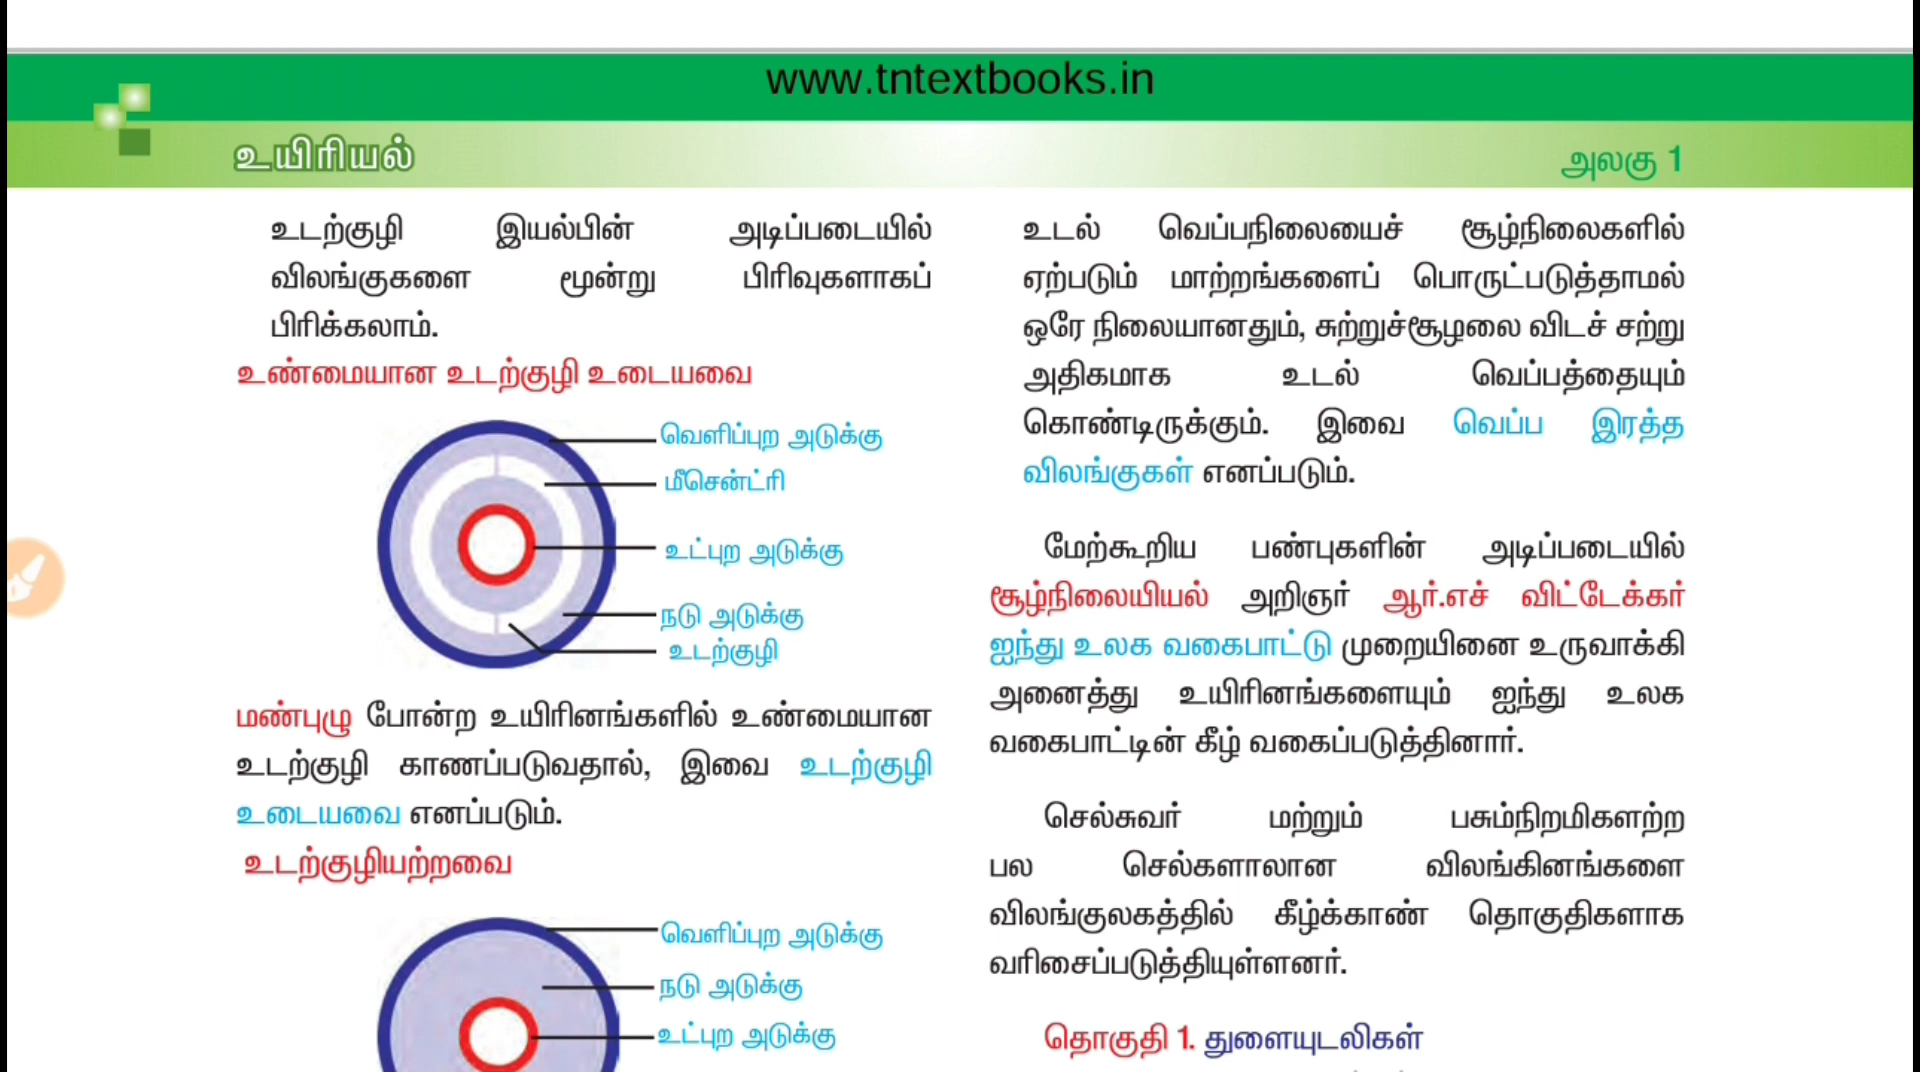 www.tntextbooks.in
உயிரியல்
அலகு 1
உடற்குழி இயல்பின் அடிப்படையில்
விலங்குகளை மூன்று பிரிவுகளாகப்
பிரிக்கலாம்.
உண்மையான உடற்குழி உடையவை
வெளிப்புற அடுக்கு
மீசென்ட்ரி
உட்புற அடுக்கு
நடு அடுக்கு
உடற்குழி
மண்புழு போன்ற உயிரினங்களில் உண்மையான
உடற்குழி காணப்படுவதால், இவை உடற்குழி
உடையவை எனப்படும்.
உடற்குழியற்றவை
வெளிப்புற அடுக்கு
நடு அடுக்கு
உட்புற அடுக்கு
உடல் வெப்பநிலையைச் சூழ்நிலைகளில்
ஏற்படும் மாற்றங்களைப் பொருட்படுத்தாமல்
ஒரே நிலையானதும், சுற்றுச்சூழலை விடச் சற்று
அதிகமாக உடல் வெப்பத்தையும்
கொண்டிருக்கும். இவை வெப்ப இரத்த
விலங்குகள் எனப்படும்.
மேற்கூறிய பண்புகளின் அடிப்படையில்
சூழ்நிலையியல் அறிஞர் ஆர்.எச் விட்டேக்கர்
ஐந்து உலக வகைபாட்டு முறையினை உருவாக்கி
அனைத்து உயிரினங்களையும் ஐந்து உலக
வகைபாட்டின் கீழ் வகைப்படுத்தினார்.
செல்சுவர் மற்றும் பசும்நிறமிகளற்ற
பல செல்களாலான விலங்கினங்களை
விலங்குலகத்தில் கீழ்க்காண் தொகுதிகளாக
வரிசைப்படுத்தியுள்ளனர்.
தொகுதி 1. துளையுடலிகள்